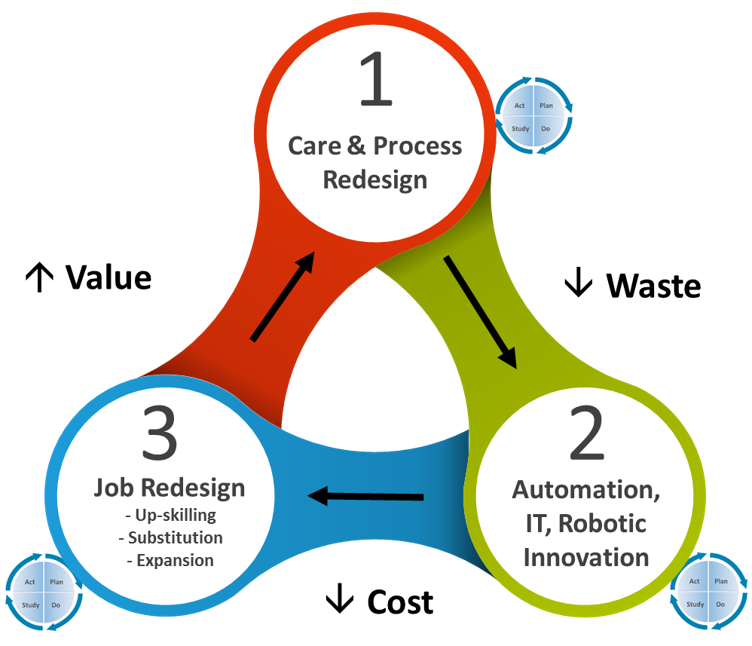 1
Care & Process
Redesign
Act Plan
Study Do
↑ Value
↓ Waste
3
Job Redesign
- Up-skilling
- Substitution
- Expansion
2
Automation,
IT, Robotic
Innovation
Act Plan
Study Do
↓ Cost
Act Plan
Study Do